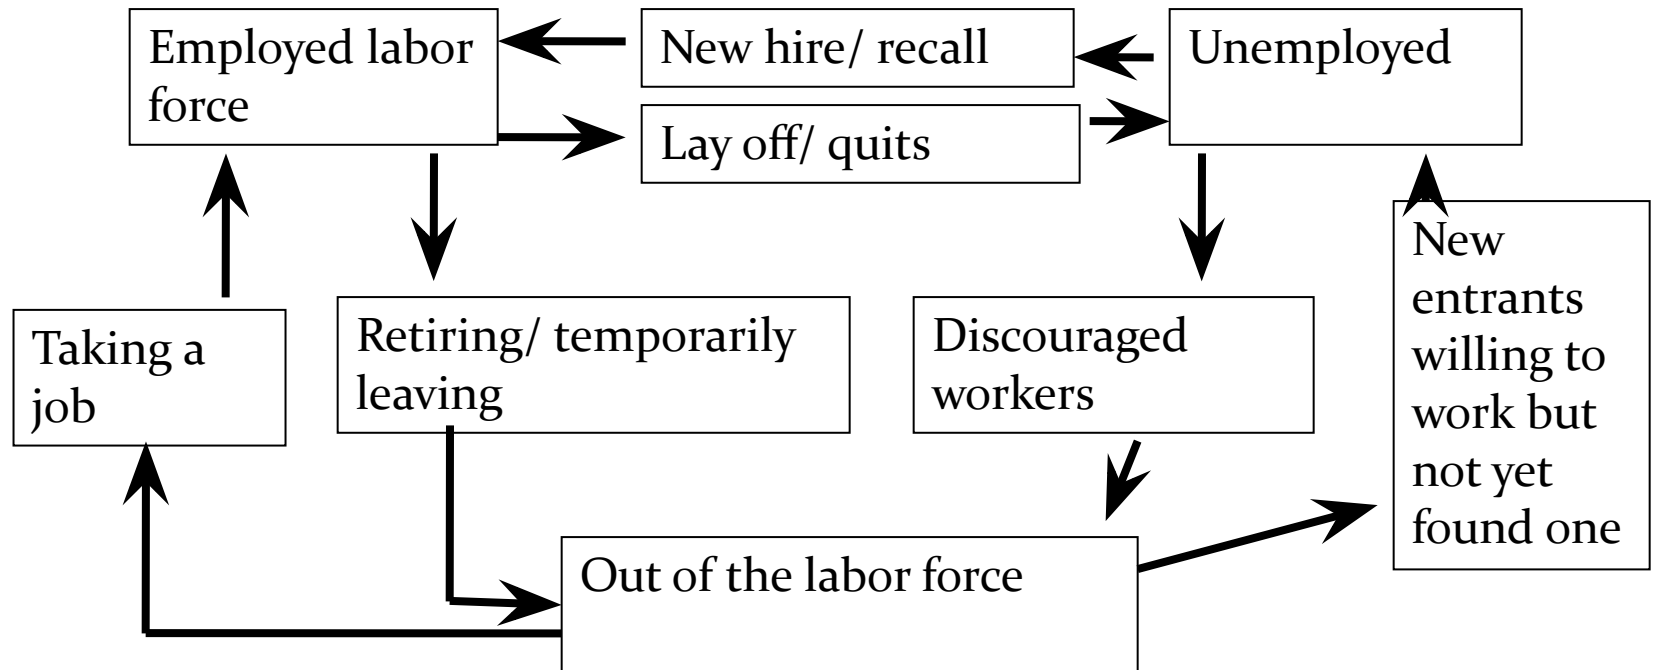 Employed labor
force
New hire/ recall
Unemployed
Lay off/ quits
Taking a
job
Retiring/ temporarily
leaving
Discouraged
workers
New
entrants
willing to
work but
not yet
found one
Out of the labor force